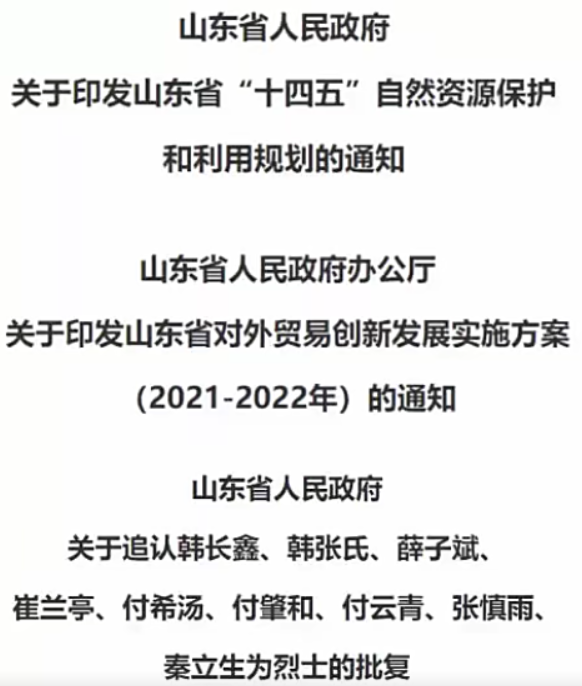 山东省人民政府
关于印发山东省“十四五”自然资源保护
和利用规划的通知
山东省人民政府办公厅
关于印发山东省对外贸易创新发展实施方案
（2021-2022年）的通知
山东省人民政府
关于追认韩长鑫、韩张氏、薛子斌、
崔兰亭、付希汤、付肇和、付云青、张慎雨、
秦立生为烈士的批复